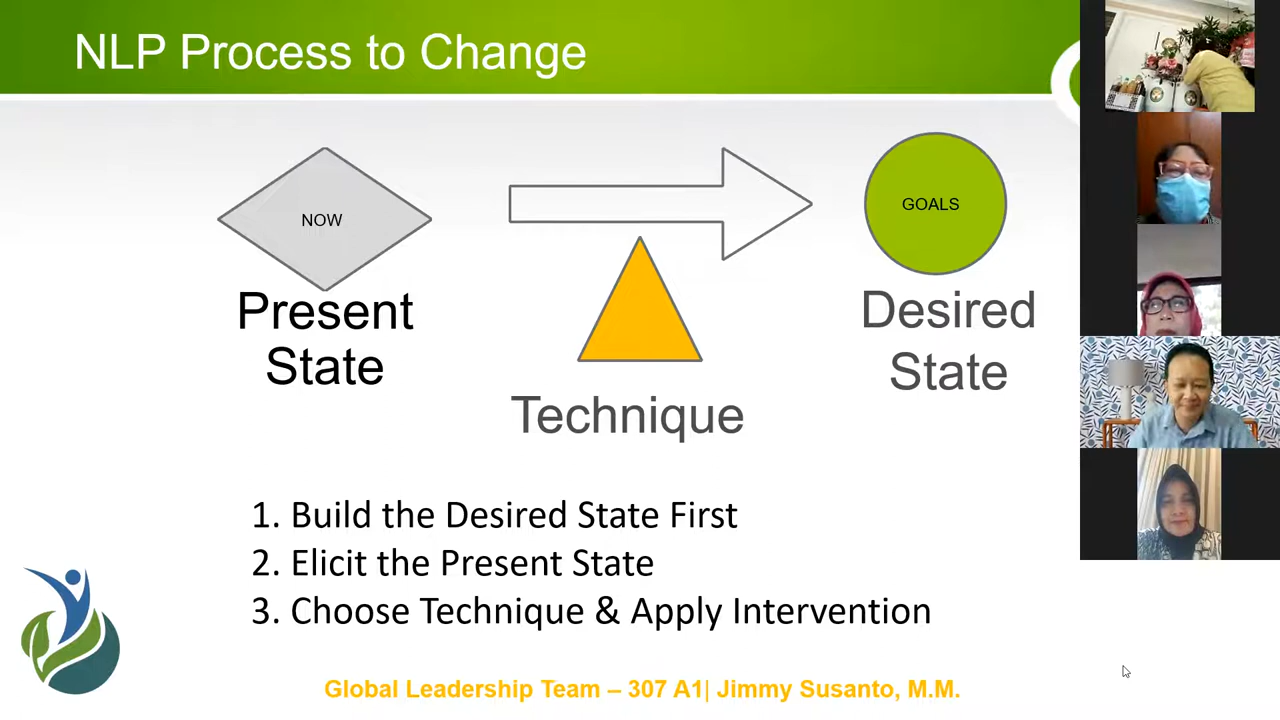 NLP Process to Change
NOW
GOALS
Present
State
Desired
State
Technique
1. Build the Desired State First
2. Elicit the Present State
3. Choose Technique & Apply Intervention
Global Leadership Team – 307 A1| Jimmy Susanto, M.M.